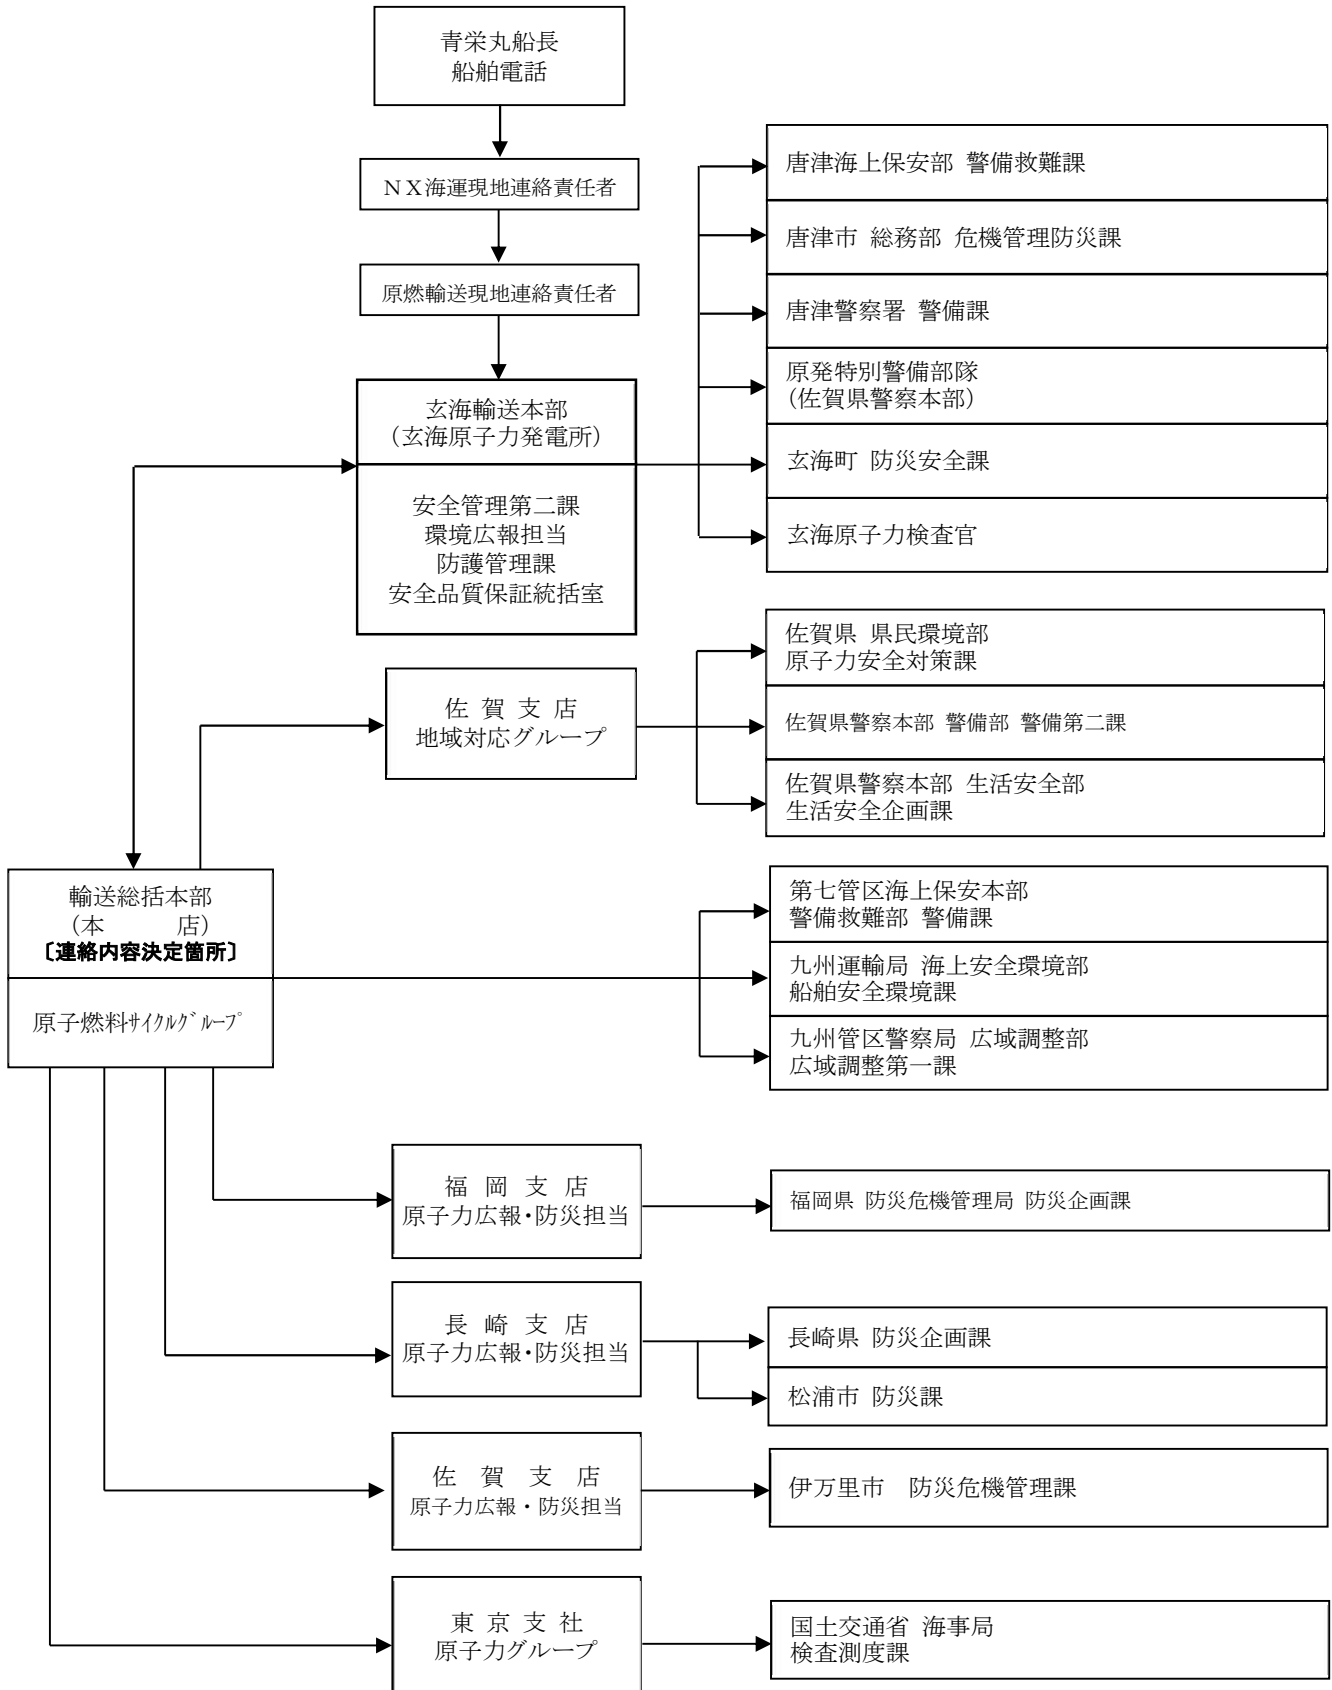 青栄丸船長
船舶電話
ＮＸ海運現地連絡責任者
原燃輸送現地連絡責任者
玄海輸送本部
（玄海原子力発電所）
安全管理第二課
環境広報担当
防護管理課
安全品質保証統括室
唐津海上保安部 警備救難課
唐津市 総務部 危機管理防災課
唐津警察署 警備課
原発特別警備部隊
（佐賀県警察本部）
玄海町 防災安全課
玄海原子力検査官
佐 賀 支 店
地域対応グループ
佐賀県 県民環境部
原子力安全対策課
佐賀県警察本部 警備部 警備第二課
佐賀県警察本部 生活安全部
生活安全企画課
輸送総括本部
（本　　　店）
〔連絡内容決定箇所〕
原子燃料ｻｲｸﾙｸﾞﾙｰﾌﾟ
第七管区海上保安本部
警備救難部 警備課
九州運輸局 海上安全環境部
船舶安全環境課
九州管区警察局 広域調整部
広域調整第一課
福 岡 支 店
原子力広報・防災担当
福岡県 防災危機管理局 防災企画課
長 崎 支 店
原子力広報・防災担当
長崎県 防災企画課
松浦市 防災課
佐　賀　支　店
原子力広報・防災担当
伊万里市　防災危機管理課
東 京 支 社
原子力グループ
国土交通省 海事局
検査測度課